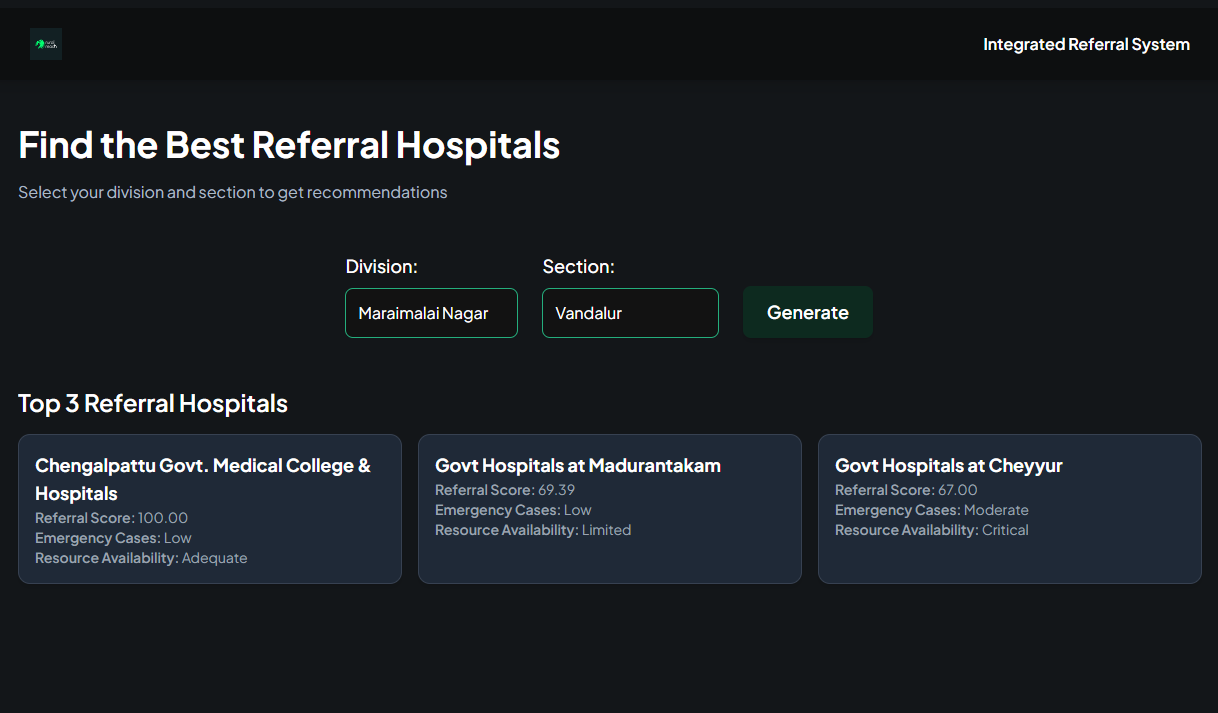 Integrated Referral System
Find the Best Referral Hospitals
Select your division and section to get recommendations
Division:
Section:
Maraimalai Nagar
Vandalur
Generate
Top 3 Referral Hospitals
Chengalpattu Govt. Medical College &
Hospitals
Referral Score: 100.00
Emergency Cases: Low
Resource Availability: Adequate
Govt Hospitals at Madurantakam
Referral Score: 69.39
Emergency Cases: Low
Resource Availability: Limited
Govt Hospitals at Cheyyur
Referral Score: 67.00
Emergency Cases: Moderate
Resource Availability: Critical